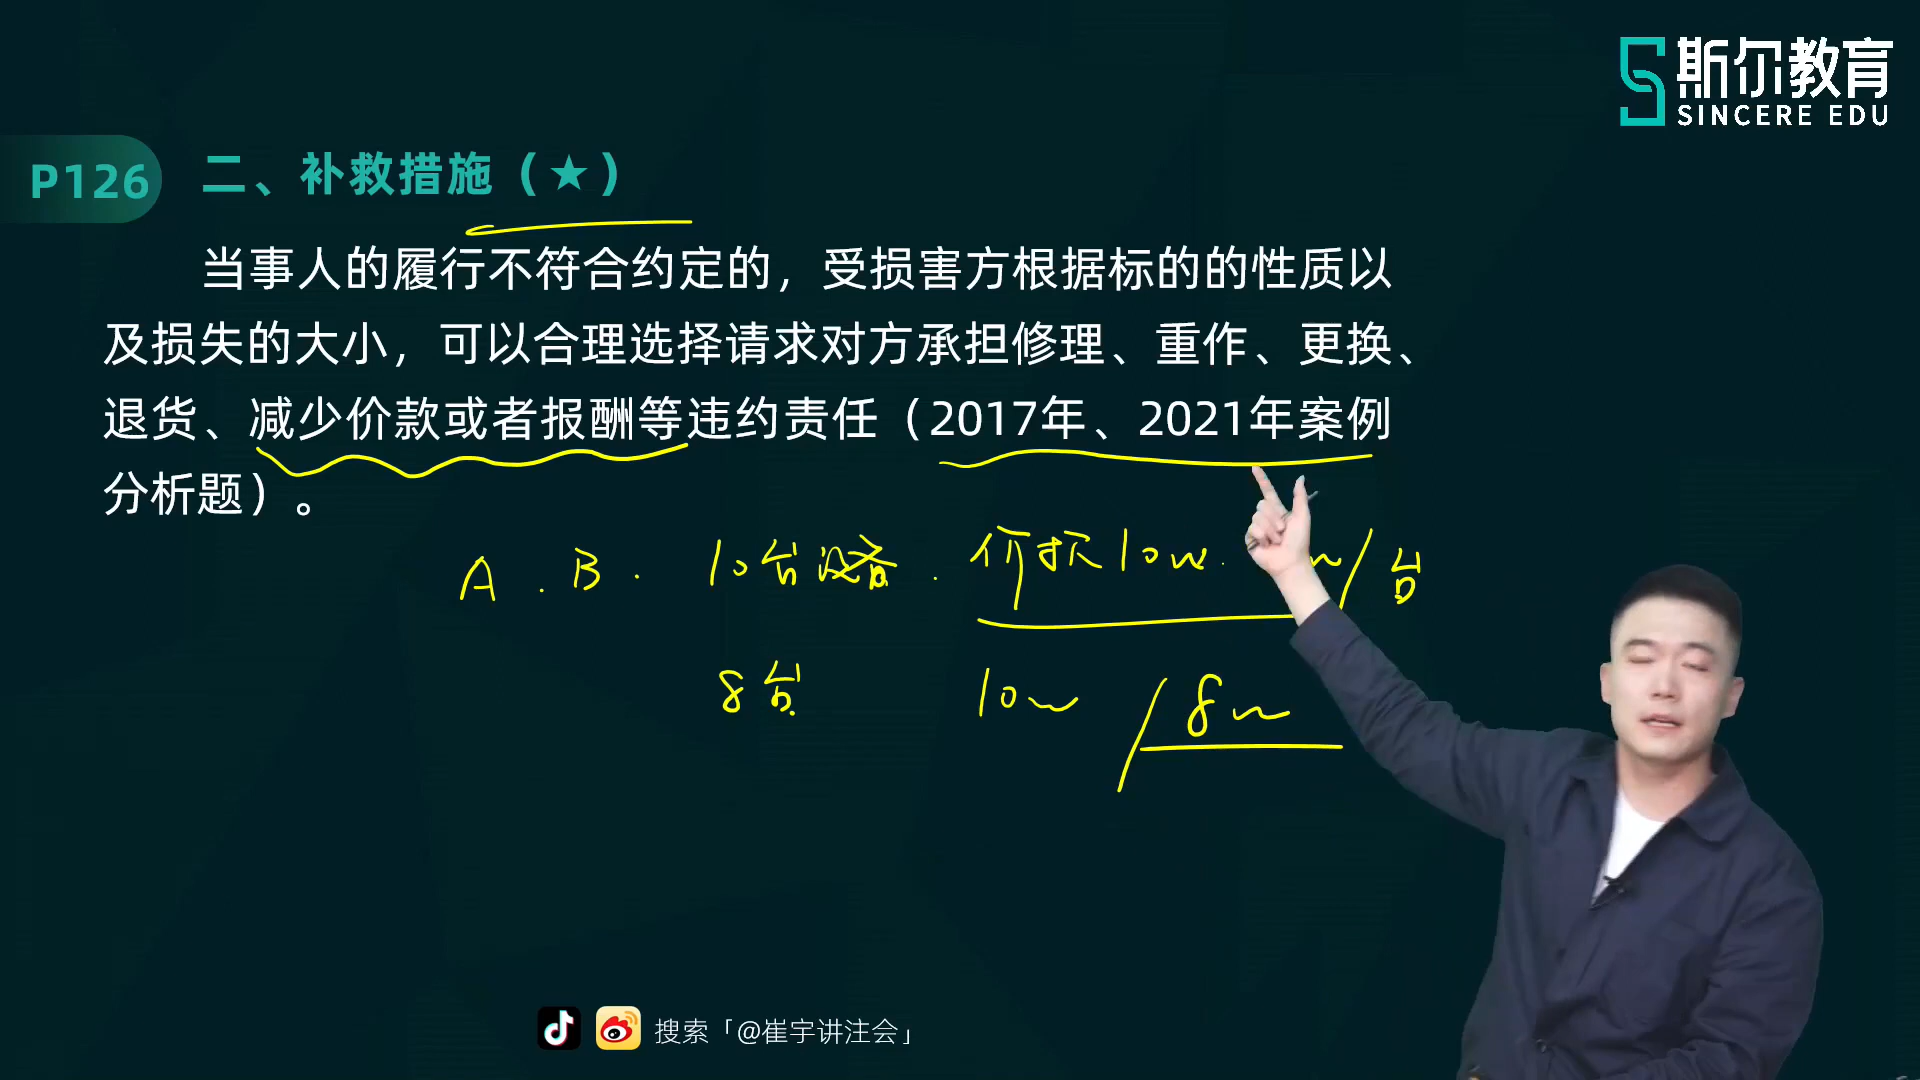 斯尔教育
SINCERE EDU
P126
二、补救措施（★）
当事人的履行不符合约定的，受损害方根据标的的性质以
及损失的大小，可以合理选择请求对方承担修理、重作、更换、
退货、减少价款或者报酬等违约责任（2017年、2021年案例
分析题）。
A . B . 10台设备 . 价款10w. w/台
8台 10w / 8w
搜索「@崔宇讲注会」